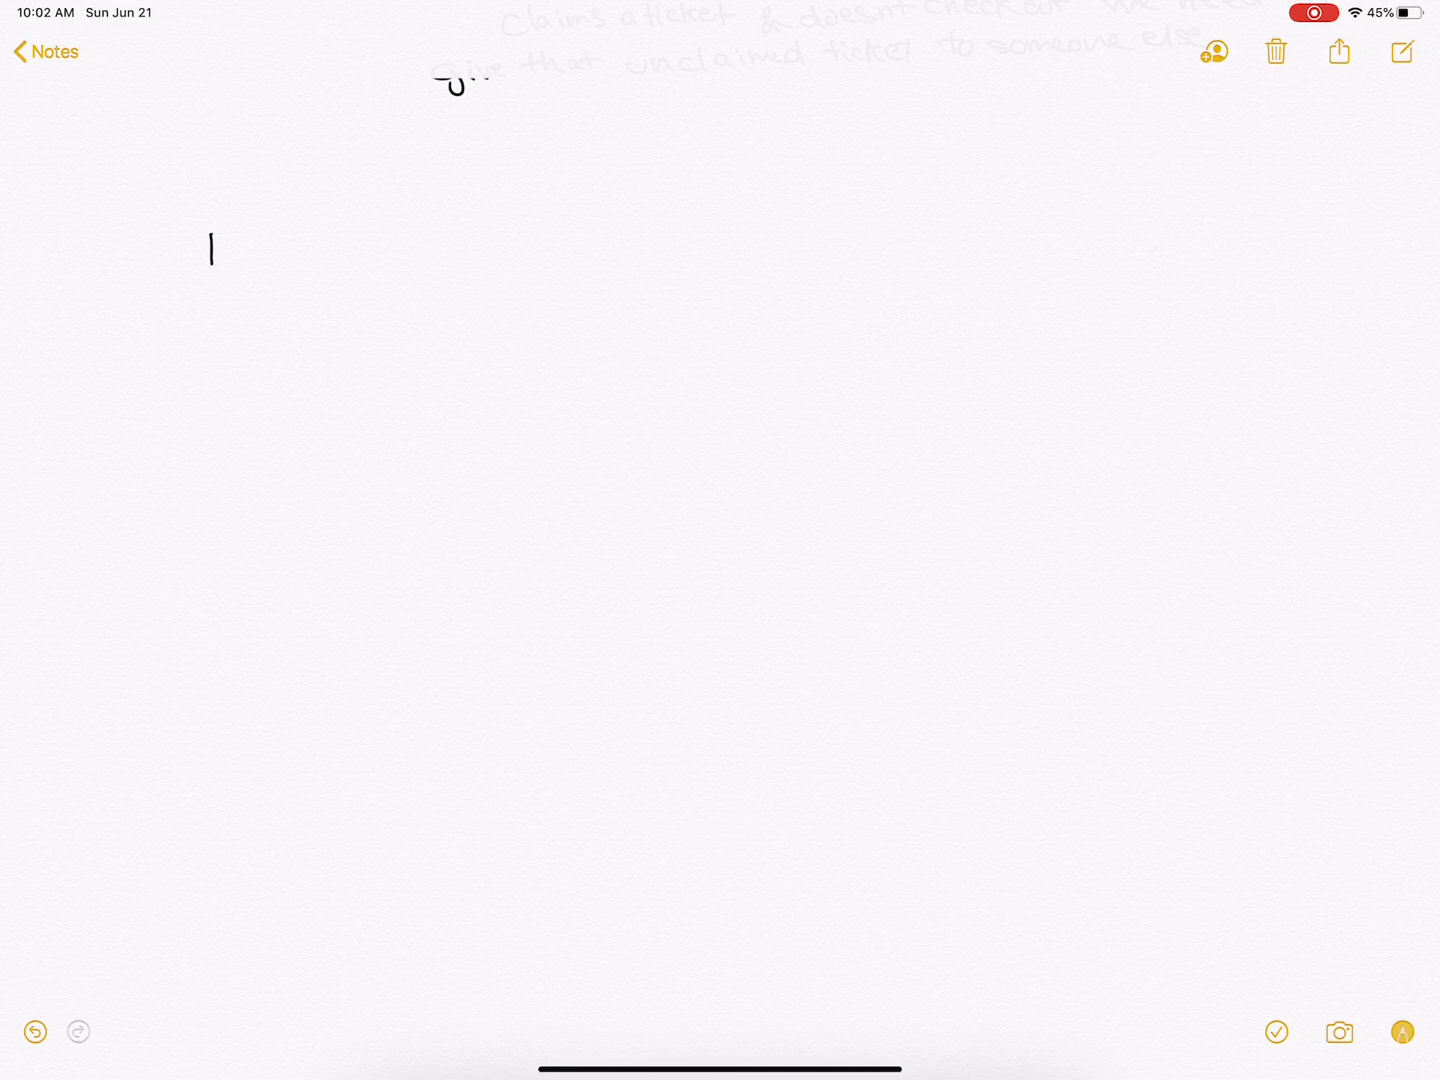 10:02 AM Sun Jun 21
45%
Claims a ticket & doesn't checkout we need
Notes
give that unclaimed ticket to someone else